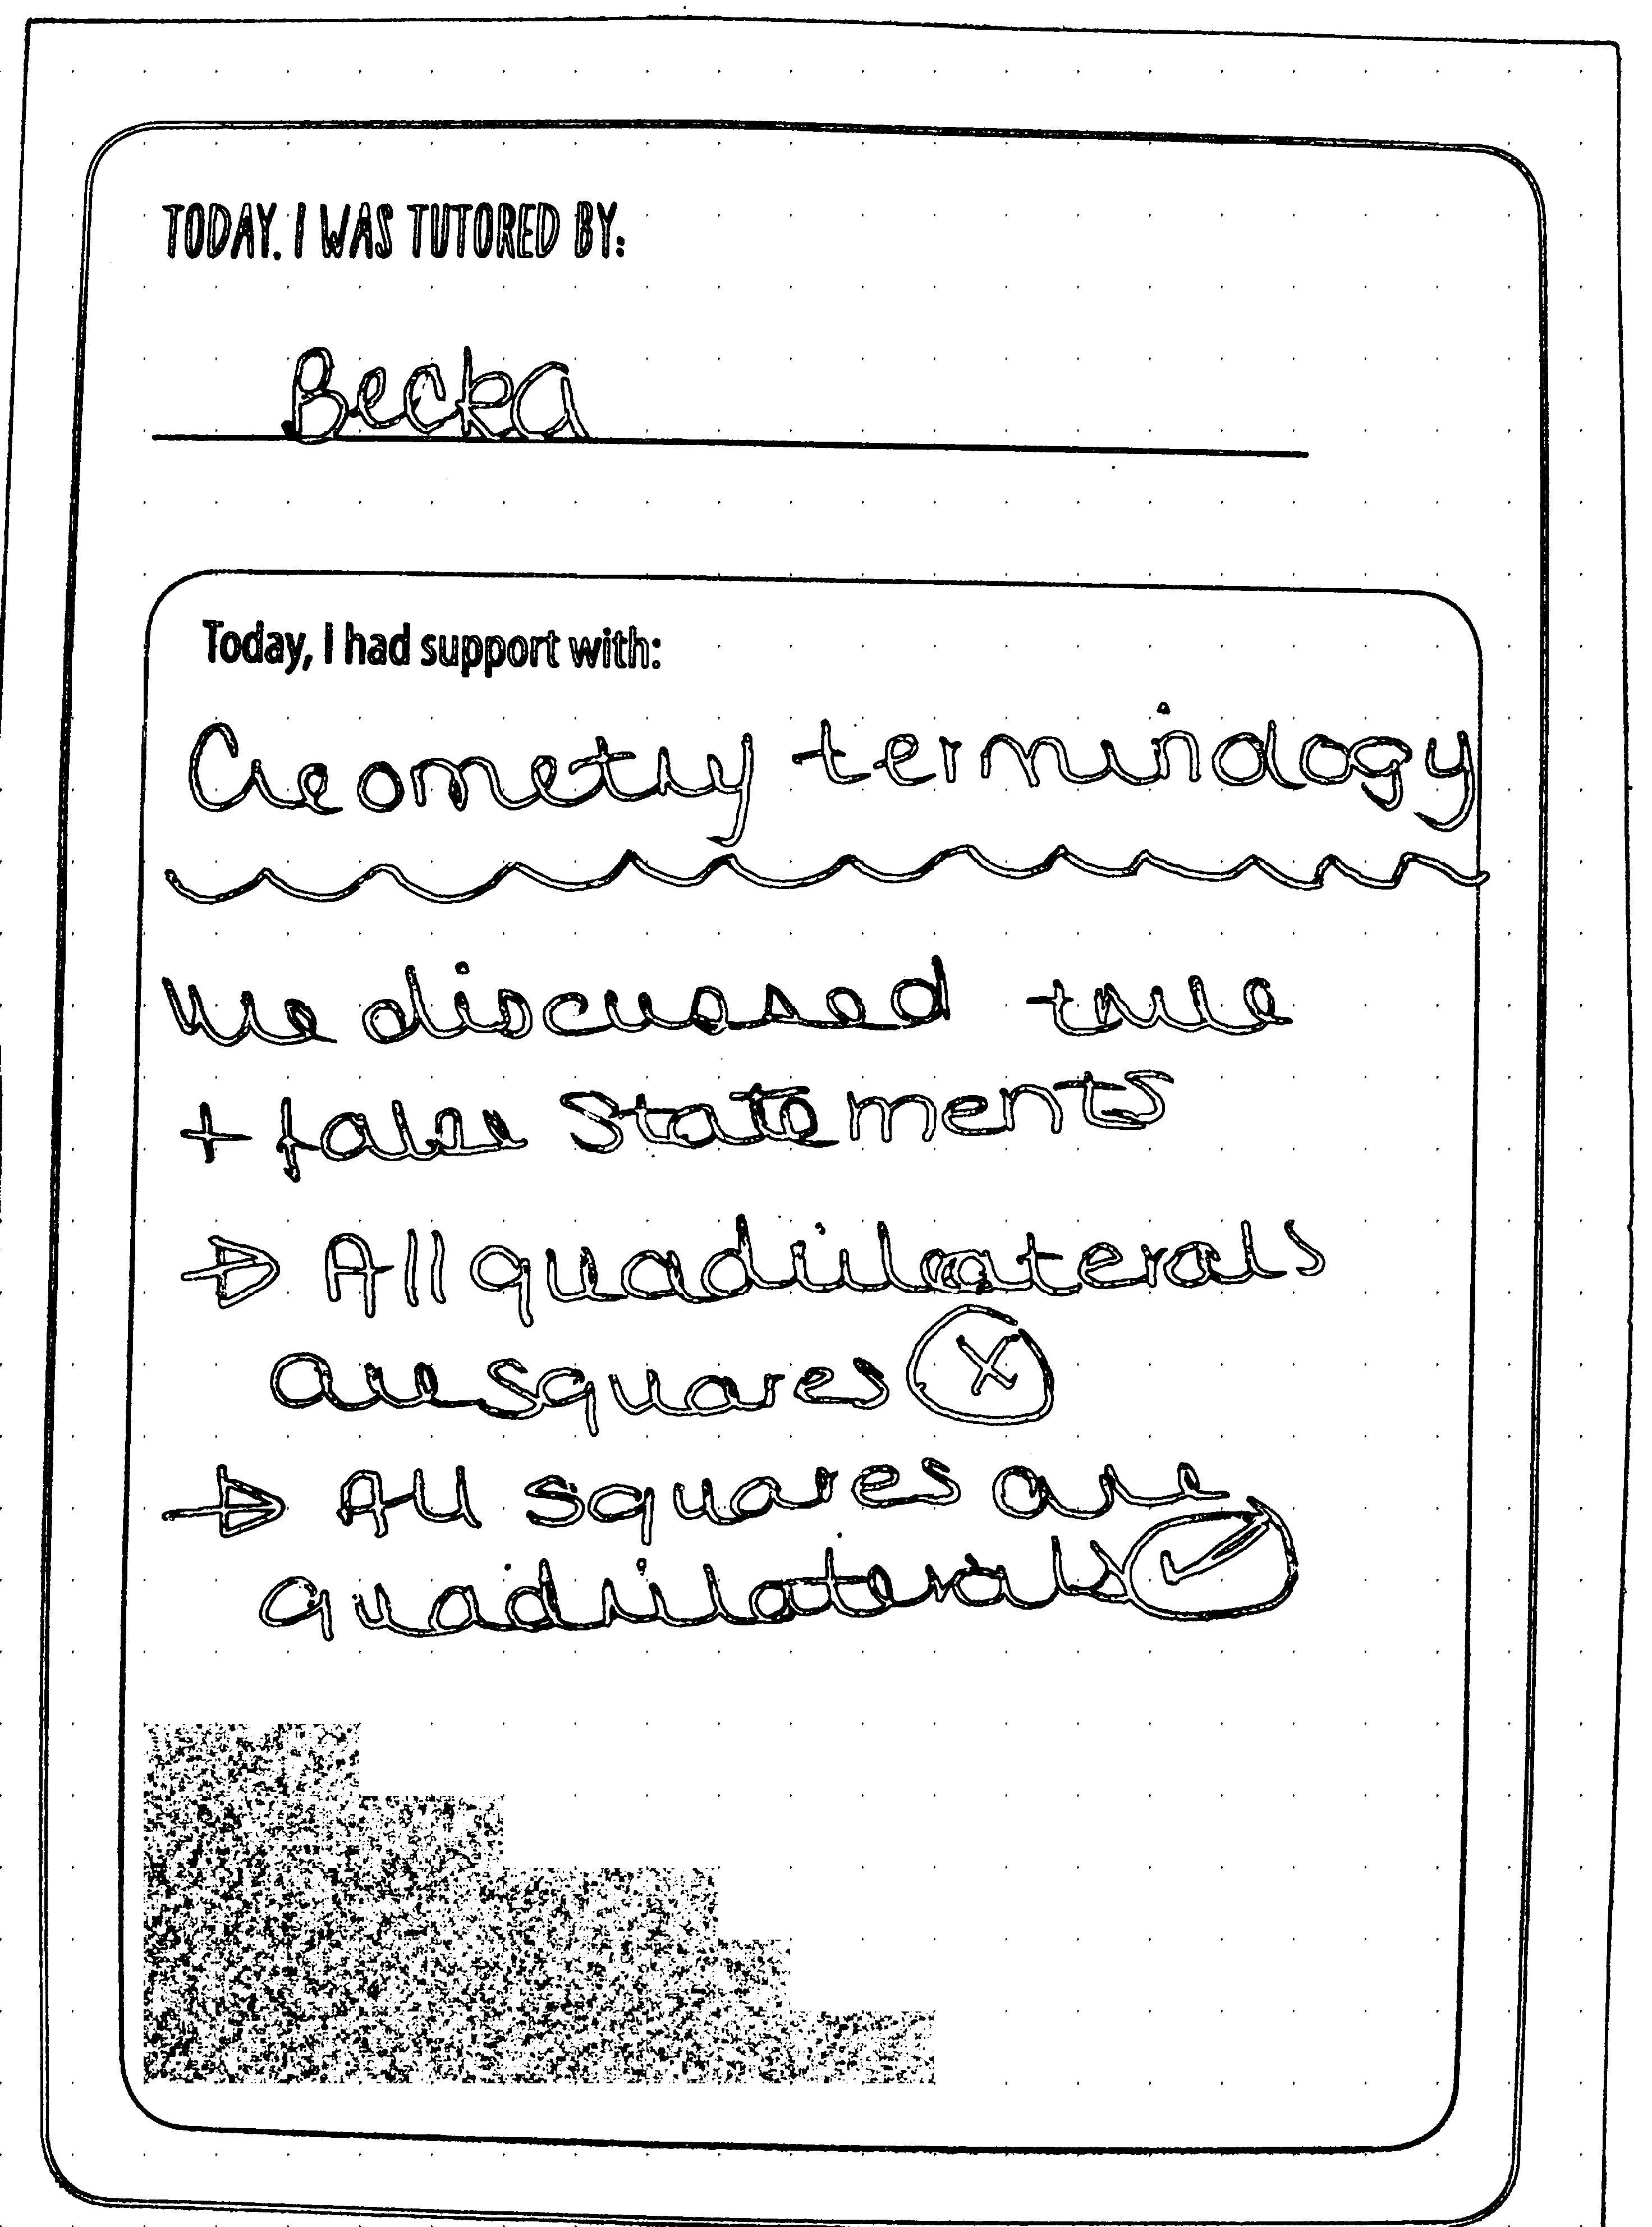 TODAY, I WAS TUTORED BY:
Becka
Today, I had support with:
Geometry terminology
We discussed true
+ false statements
→ All quadrilaterals
are squares ✗
→ All squares are
quadrilaterals ✓